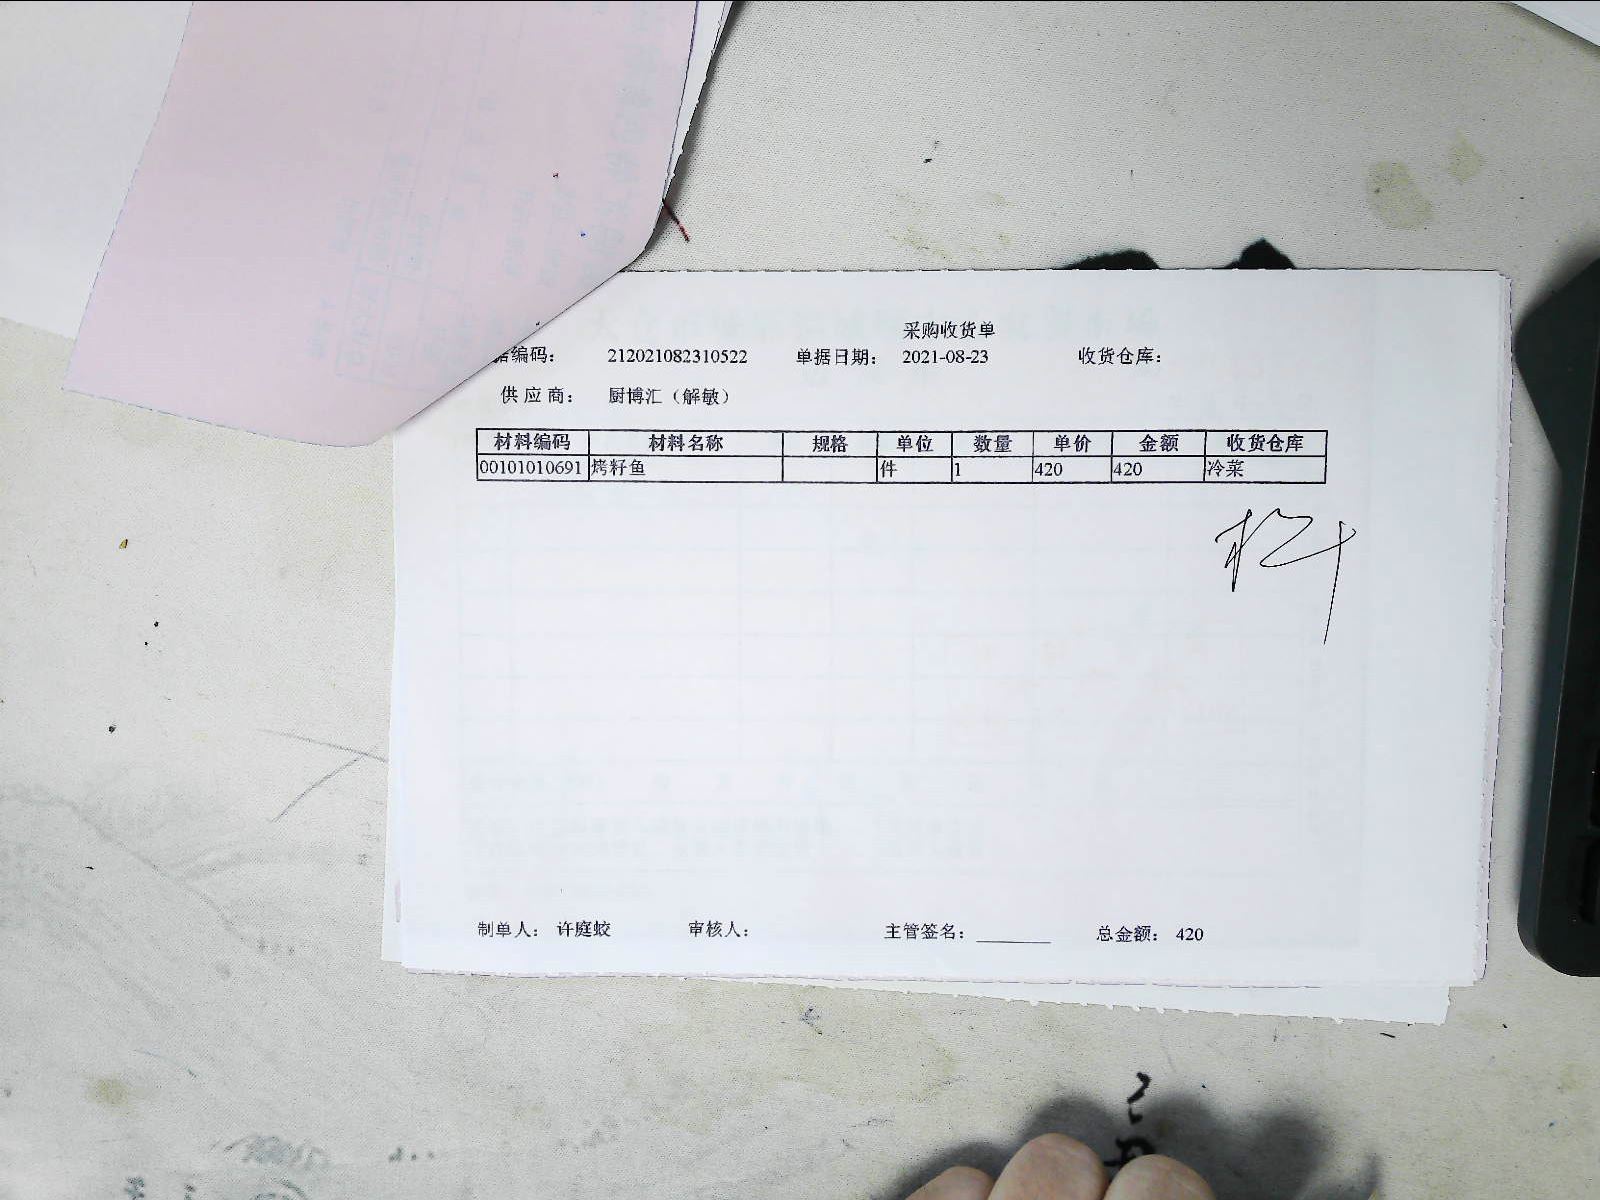 采购收货单
据编码： 212021082310522 单据日期： 2021-08-23 收货仓库：
供 应 商： 厨博汇（解敏）
材料编码 材料名称 规格 单位 数量 单价 金额 收货仓库
00101010691 烤籽鱼 件 1 420 420 冷菜
制单人： 许庭蛟 审核人： 主管签名： 总金额： 420